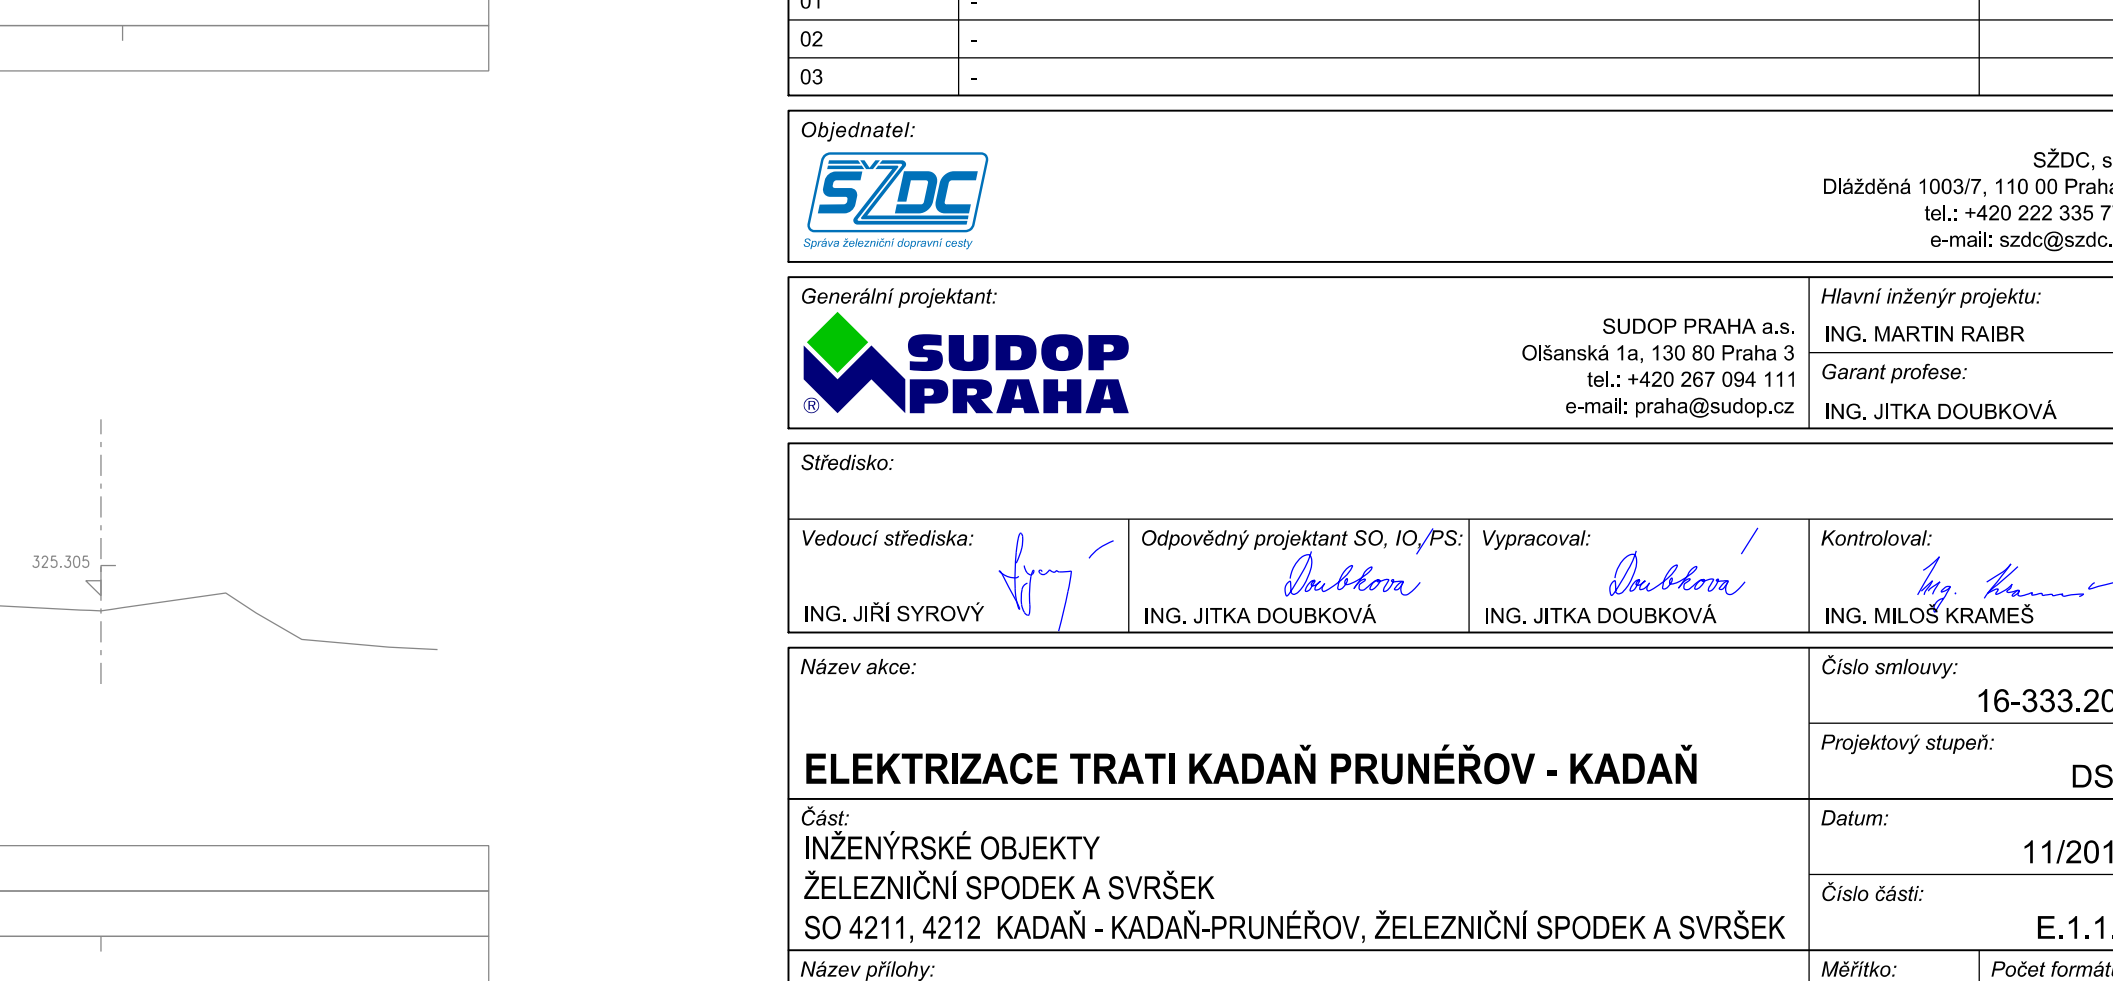 01 -
02 -
03 -
Objednatel:
SŽDC
Správa železniční dopravní cesty
SŽDC, s
Dlážděná 1003/7, 110 00 Praha
tel.: +420 222 335 7
e-mail: szdc@szdc.
Generální projektant:
SUDOP
PRAHA
®
SUDOP PRAHA a.s.
Olšanská 1a, 130 80 Praha 3
tel.: +420 267 094 111
e-mail: praha@sudop.cz
Hlavní inženýr projektu:
ING. MARTIN RAIBR
Garant profese:
ING. JITKA DOUBKOVÁ
Středisko:
Vedoucí střediska:
ING. JIŘÍ SYROVÝ
Odpovědný projektant SO, IO, PS:
Doubkova
ING. JITKA DOUBKOVÁ
Vypracoval:
Doubkova
ING. JITKA DOUBKOVÁ
Kontroloval:
Ing.
ING. MILOŠ KRAMEŠ
325.305
Název akce:
ELEKTRIZACE TRATI KADAŇ PRUNÉŘOV - KADAŇ
Číslo smlouvy:
16-333.20
Projektový stupeň:
DS
Část:
INŽENÝRSKÉ OBJEKTY
ŽELEZNIČNÍ SPODEK A SVRŠEK
SO 4211, 4212 KADAŇ - KADAŇ-PRUNÉŘOV, ŽELEZNIČNÍ SPODEK A SVRŠEK
Datum:
11/201
Číslo části:
E.1.1.
Název přílohy:
Měřítko:
Počet formát